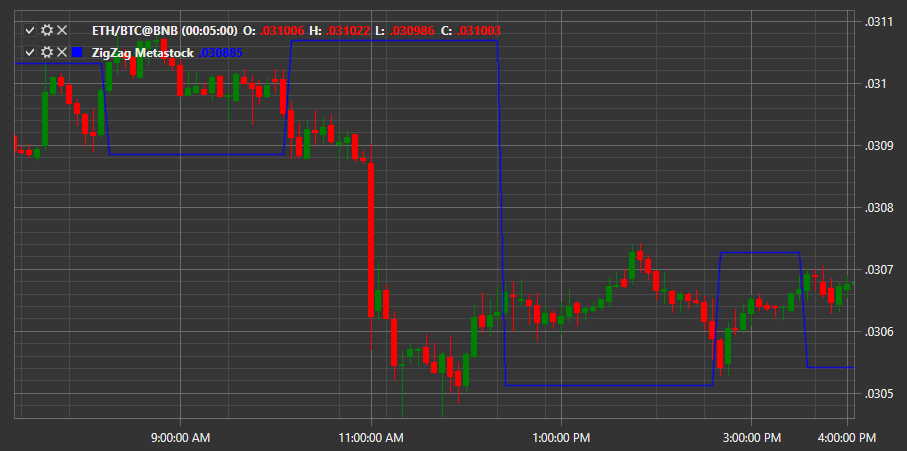 ETH/BTC@BNB (00:05:00) O: .031006 H: .031022 L: .030986 C: .031003
ZigZag Metastock .030885
.0311
.031
.0309
.0308
.0307
.0306
.0305
9:00:00 AM 11:00:00 AM 1:00:00 PM 3:00:00 PM 4:00:00 PM